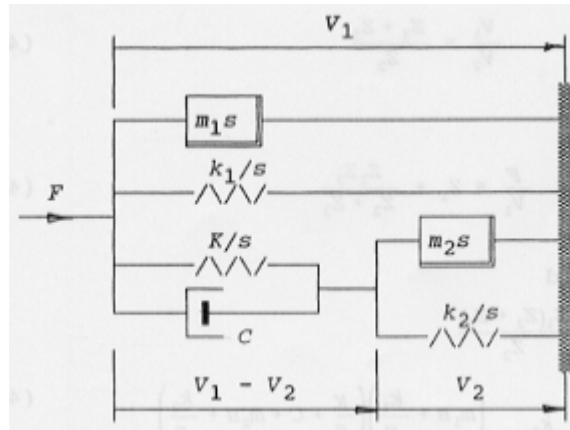 V₁
m₁s
k₁/s
F
K/s
m₂s
C
k₂/s
V₁ - V₂
V₂